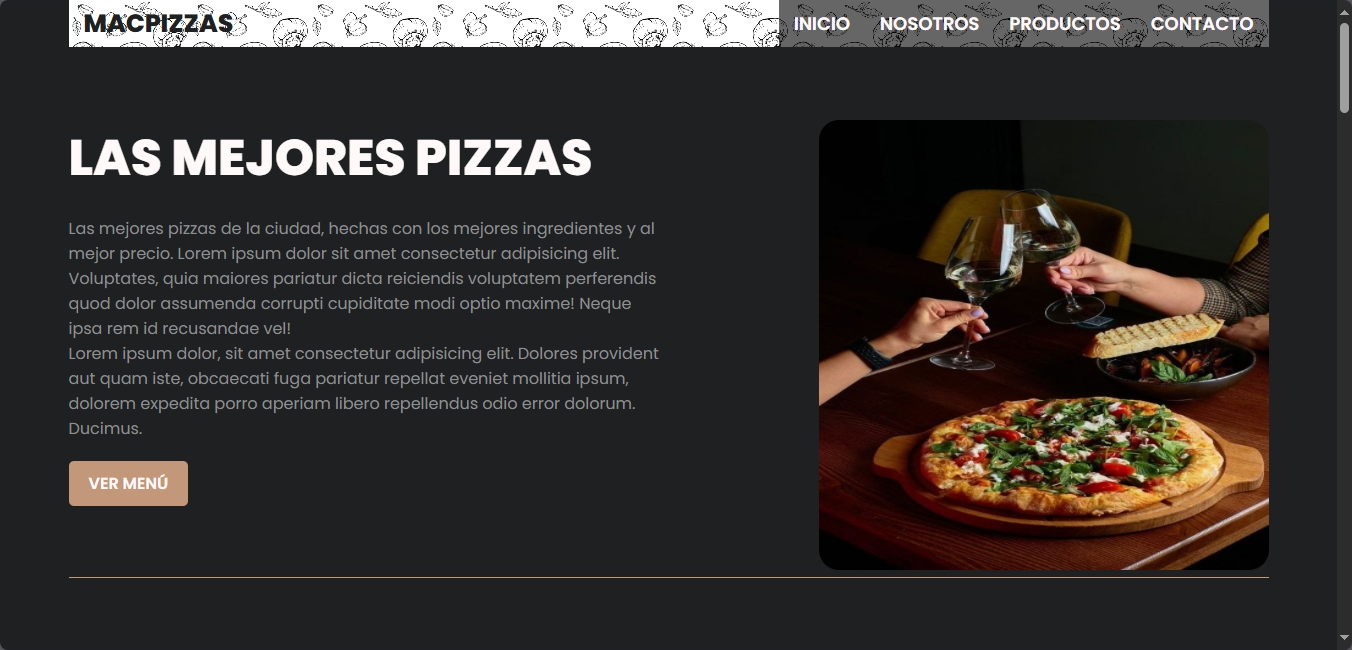 MACPIZZAS
INICIO NOSOTROS PRODUCTOS CONTACTO
LAS MEJORES PIZZAS
Las mejores pizzas de la ciudad, hechas con los mejores ingredientes y al
mejor precio. Lorem ipsum dolor sit amet consectetur adipisicing elit.
Voluptates, quia maiores pariatur dicta reiciendis voluptatem perferendis
quod dolor assumenda corrupti cupiditate modi optio maxime! Neque
ipsa rem id recusandae vel!
Lorem ipsum dolor, sit amet consectetur adipisicing elit. Dolores provident
aut quam iste, obcaecati fuga pariatur repellat eveniet mollitia ipsum,
dolorem expedita porro aperiam libero repellendus odio error dolorum.
Ducimus.
VER MENÚ